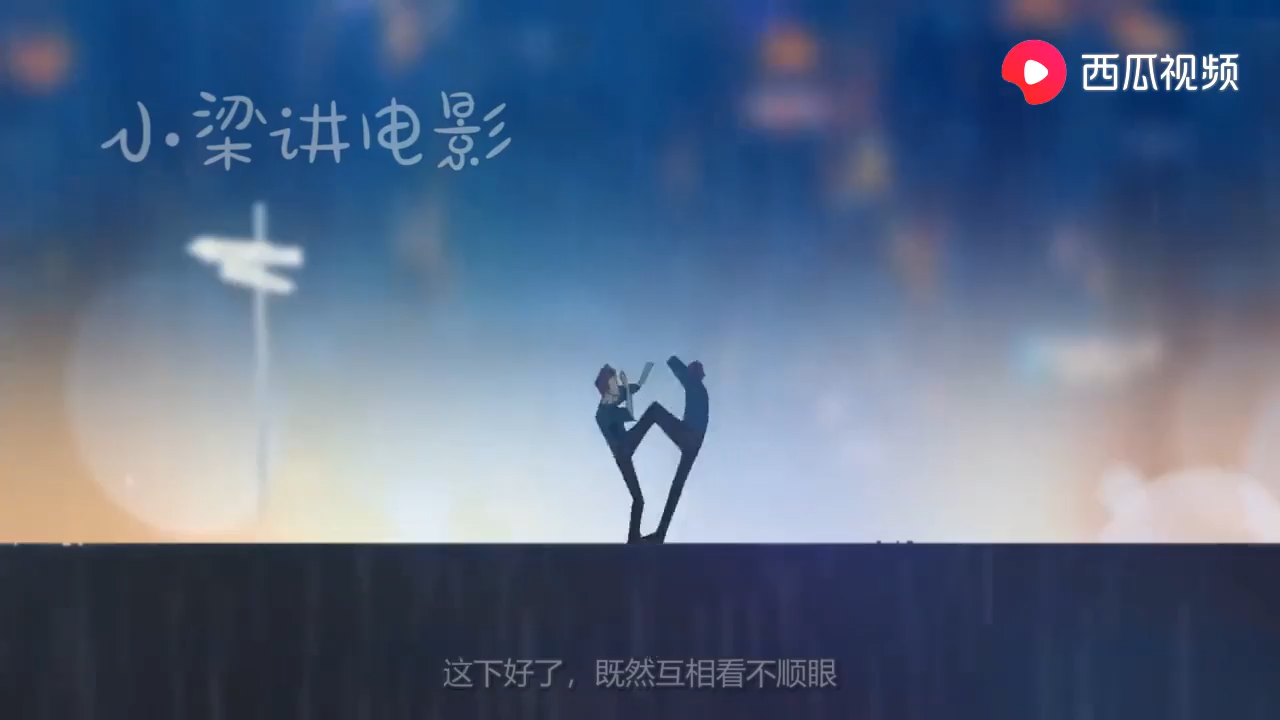 西瓜视频
小梁讲电影
这下好了，既然互相看不顺眼